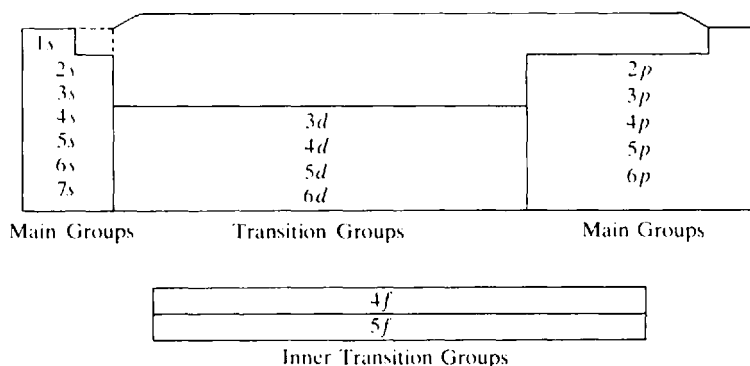 1s
2s
3s
4s
5s
6s
7s
3d
4d
5d
6d
2p
3p
4p
5p
6p
Main Groups
Transition Groups
Main Groups
4f
5f
Inner Transition Groups